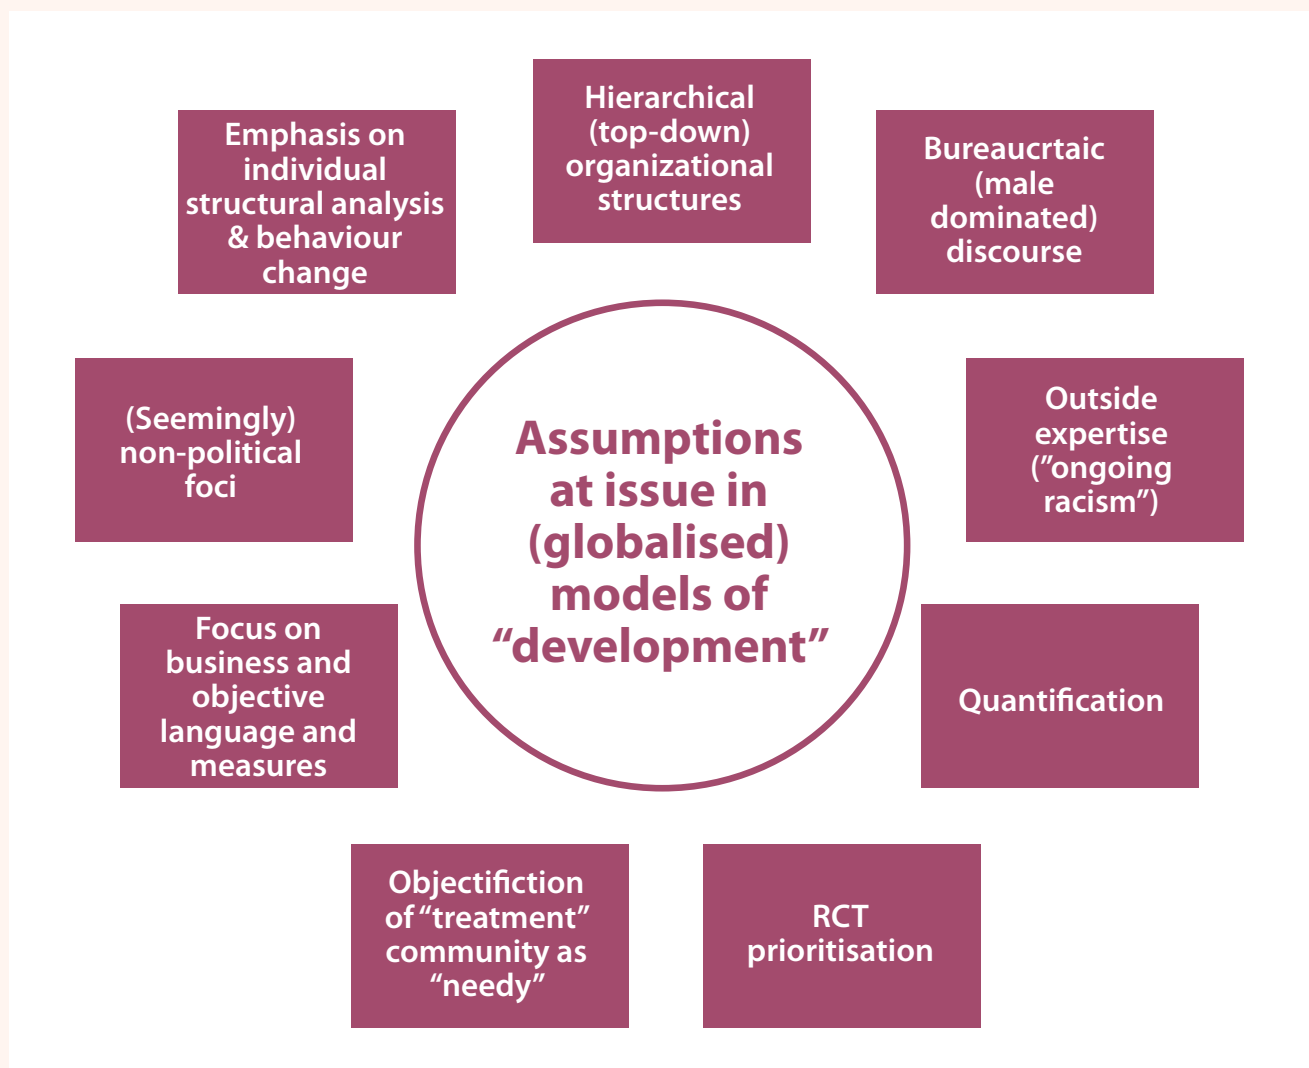 Hierarchical
(top-down)
organizational
structures
Bureaucrtaic
(male
dominated)
discourse
Outside
expertise
(”ongoing
racism”)
Quantification
RCT
prioritisation
Objectifiction
of “treatment”
community as
“needy”
Focus on
business and
objective
language and
measures
(Seemingly)
non-political
foci
Emphasis on
individual
structural analysis
& behaviour
change
Assumptions
at issue in
(globalised)
models of
“development”